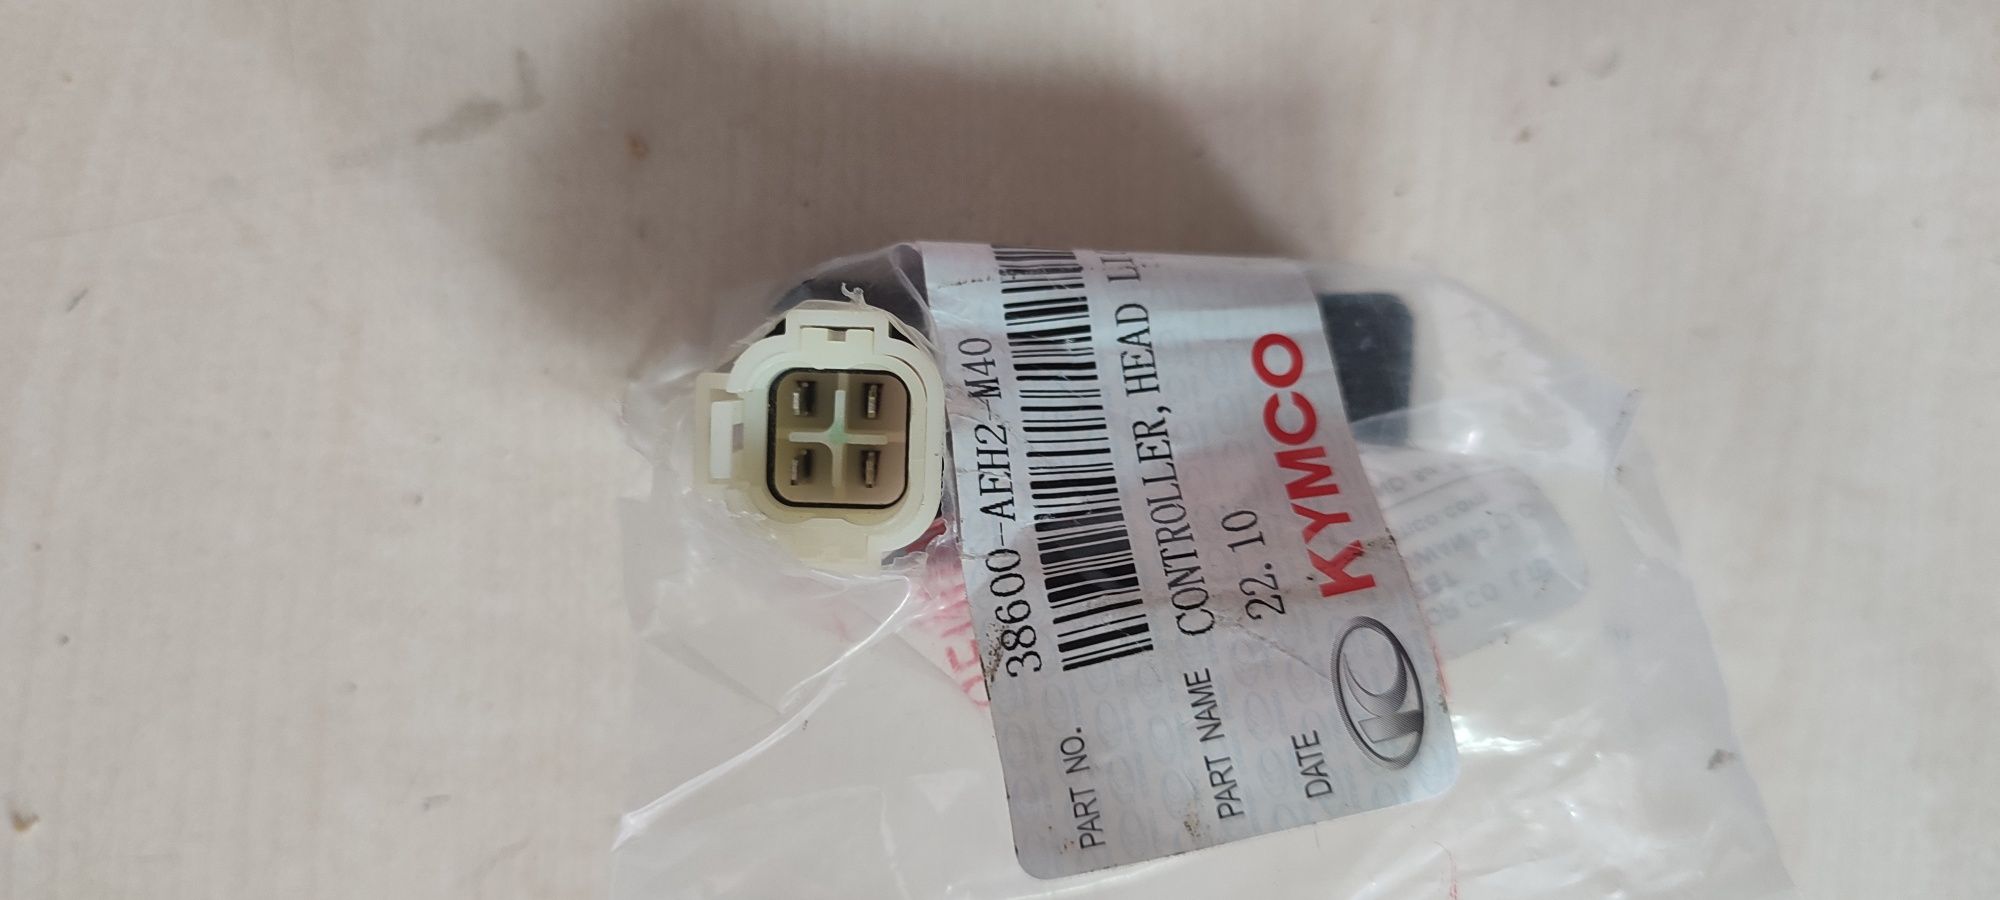 PART NO. 38600-AEH2-M40
PART NAME CONTROLLER, HEAD LI
DATE 22.10
KYMCO